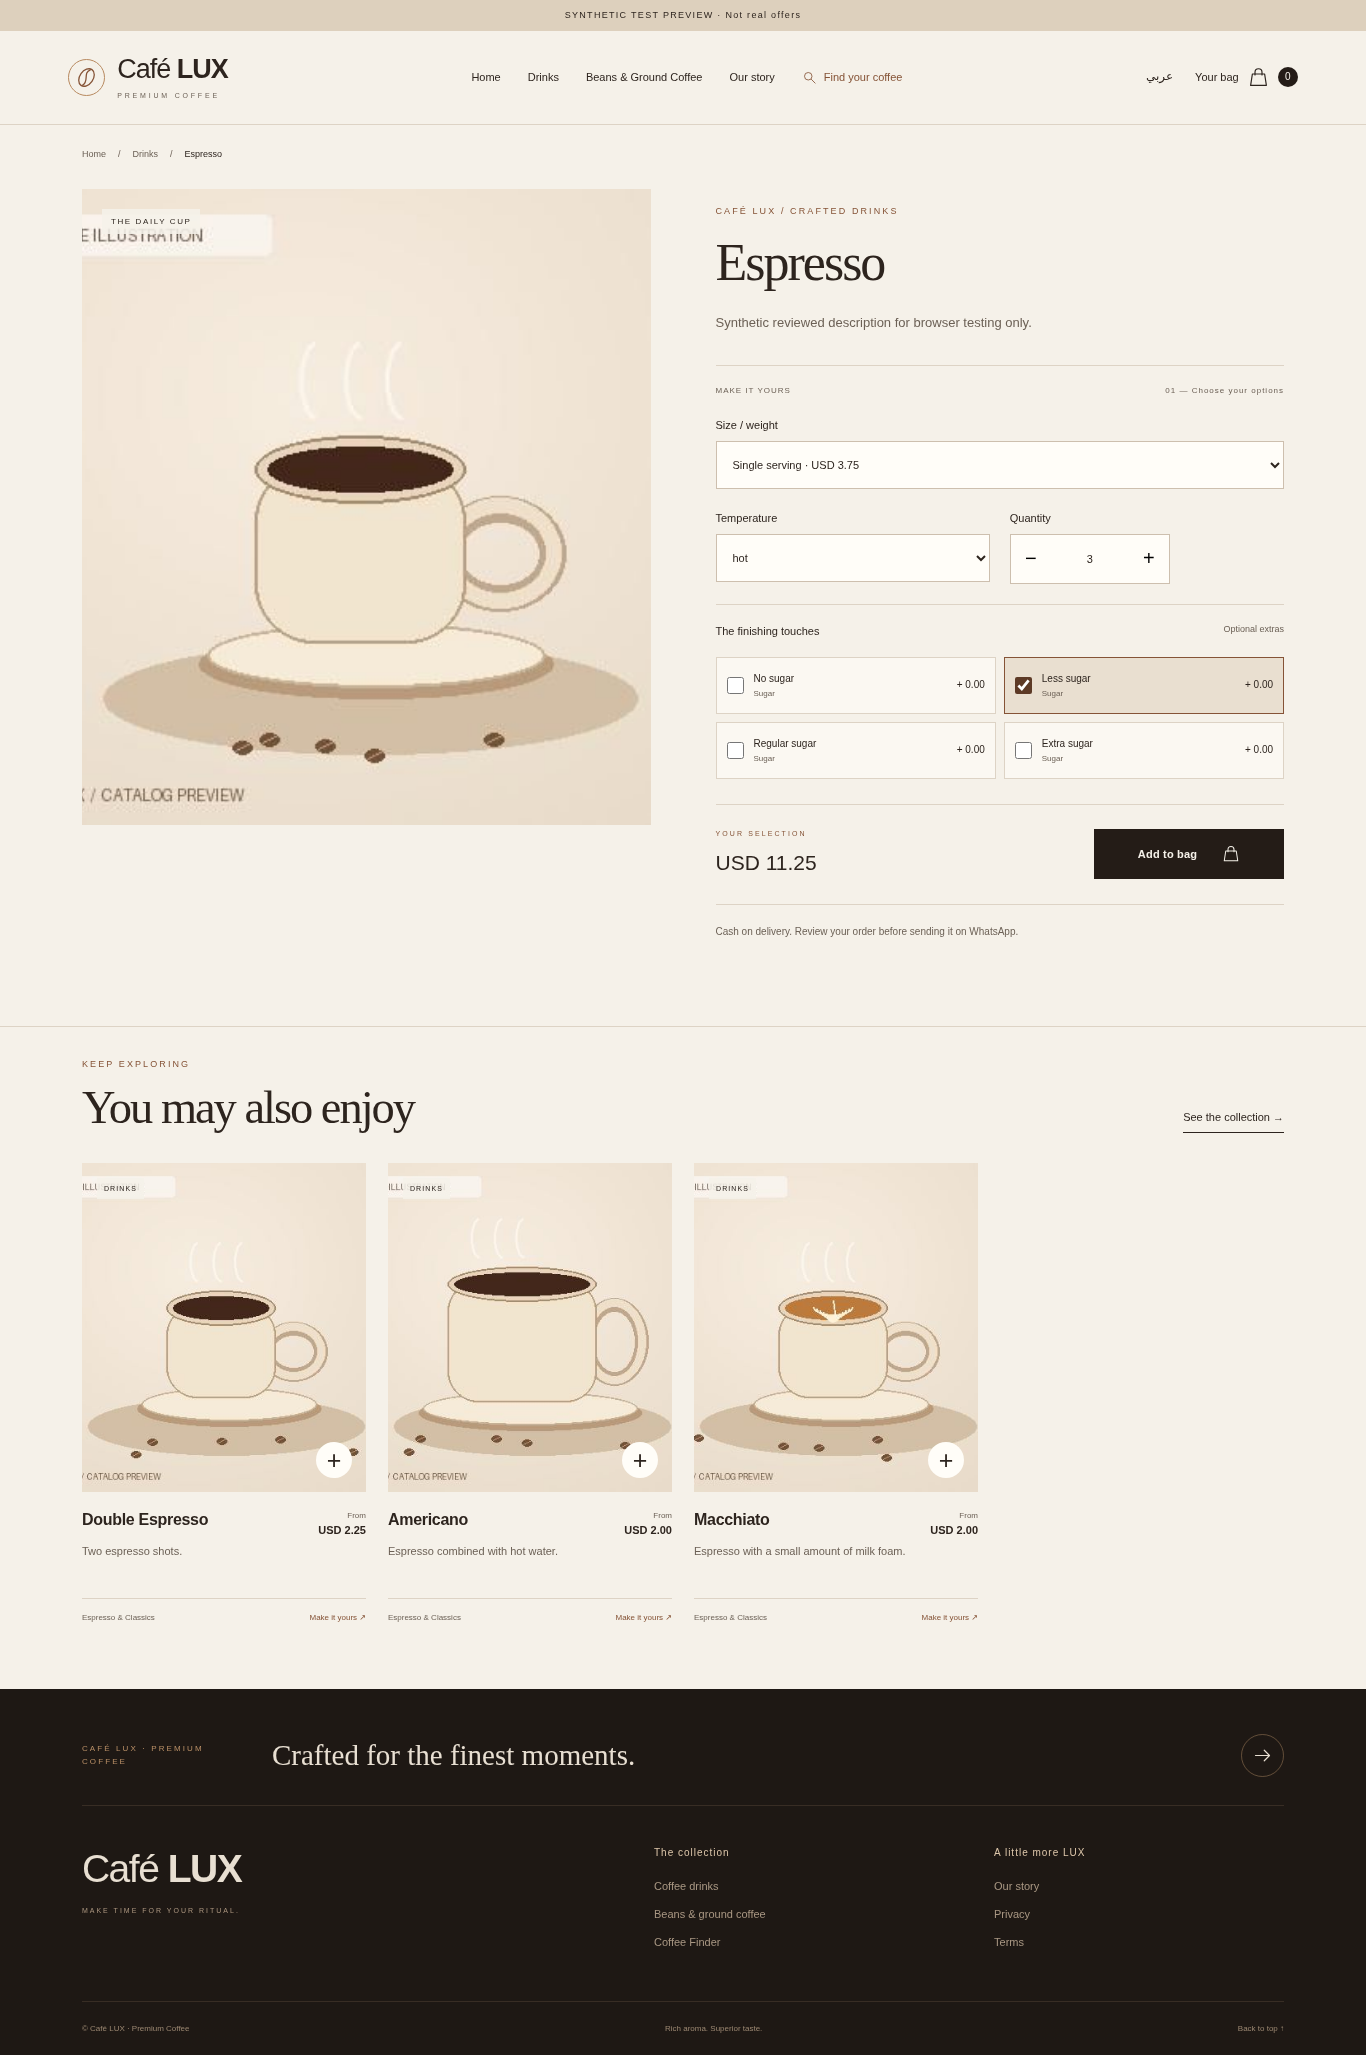 SYNTHETIC TEST PREVIEW · Not real offers
Café LUX
PREMIUM COFFEE
Home
Drinks
Beans & Ground Coffee
Our story
Find your coffee
عربي
Your bag
0
Home / Drinks / Espresso
THE DAILY CUP
E ILLUSTRATION
/ CATALOG PREVIEW
CAFÉ LUX / CRAFTED DRINKS
Espresso
Synthetic reviewed description for browser testing only.
MAKE IT YOURS
01 — Choose your options
Size / weight
Single serving · USD 3.75
Temperature
Quantity
hot
− 3 +
The finishing touches
Optional extras
No sugar
Sugar
+ 0.00
Less sugar
Sugar
+ 0.00
Regular sugar
Sugar
+ 0.00
Extra sugar
Sugar
+ 0.00
YOUR SELECTION
USD 11.25
Add to bag
Cash on delivery. Review your order before sending it on WhatsApp.
KEEP EXPLORING
You may also enjoy
See the collection →
DRINKS
/ CATALOG PREVIEW
+
Double Espresso
From
USD 2.25
Two espresso shots.
Espresso & Classics
Make it yours ↗
DRINKS
/ CATALOG PREVIEW
+
Americano
From
USD 2.00
Espresso combined with hot water.
Espresso & Classics
Make it yours ↗
DRINKS
/ CATALOG PREVIEW
+
Macchiato
From
USD 2.00
Espresso with a small amount of milk foam.
Espresso & Classics
Make it yours ↗
CAFÉ LUX · PREMIUM
COFFEE
Crafted for the finest moments.
Café LUX
MAKE TIME FOR YOUR RITUAL.
The collection
Coffee drinks
Beans & ground coffee
Coffee Finder
A little more LUX
Our story
Privacy
Terms
© Café LUX · Premium Coffee
Rich aroma. Superior taste.
Back to top ↑